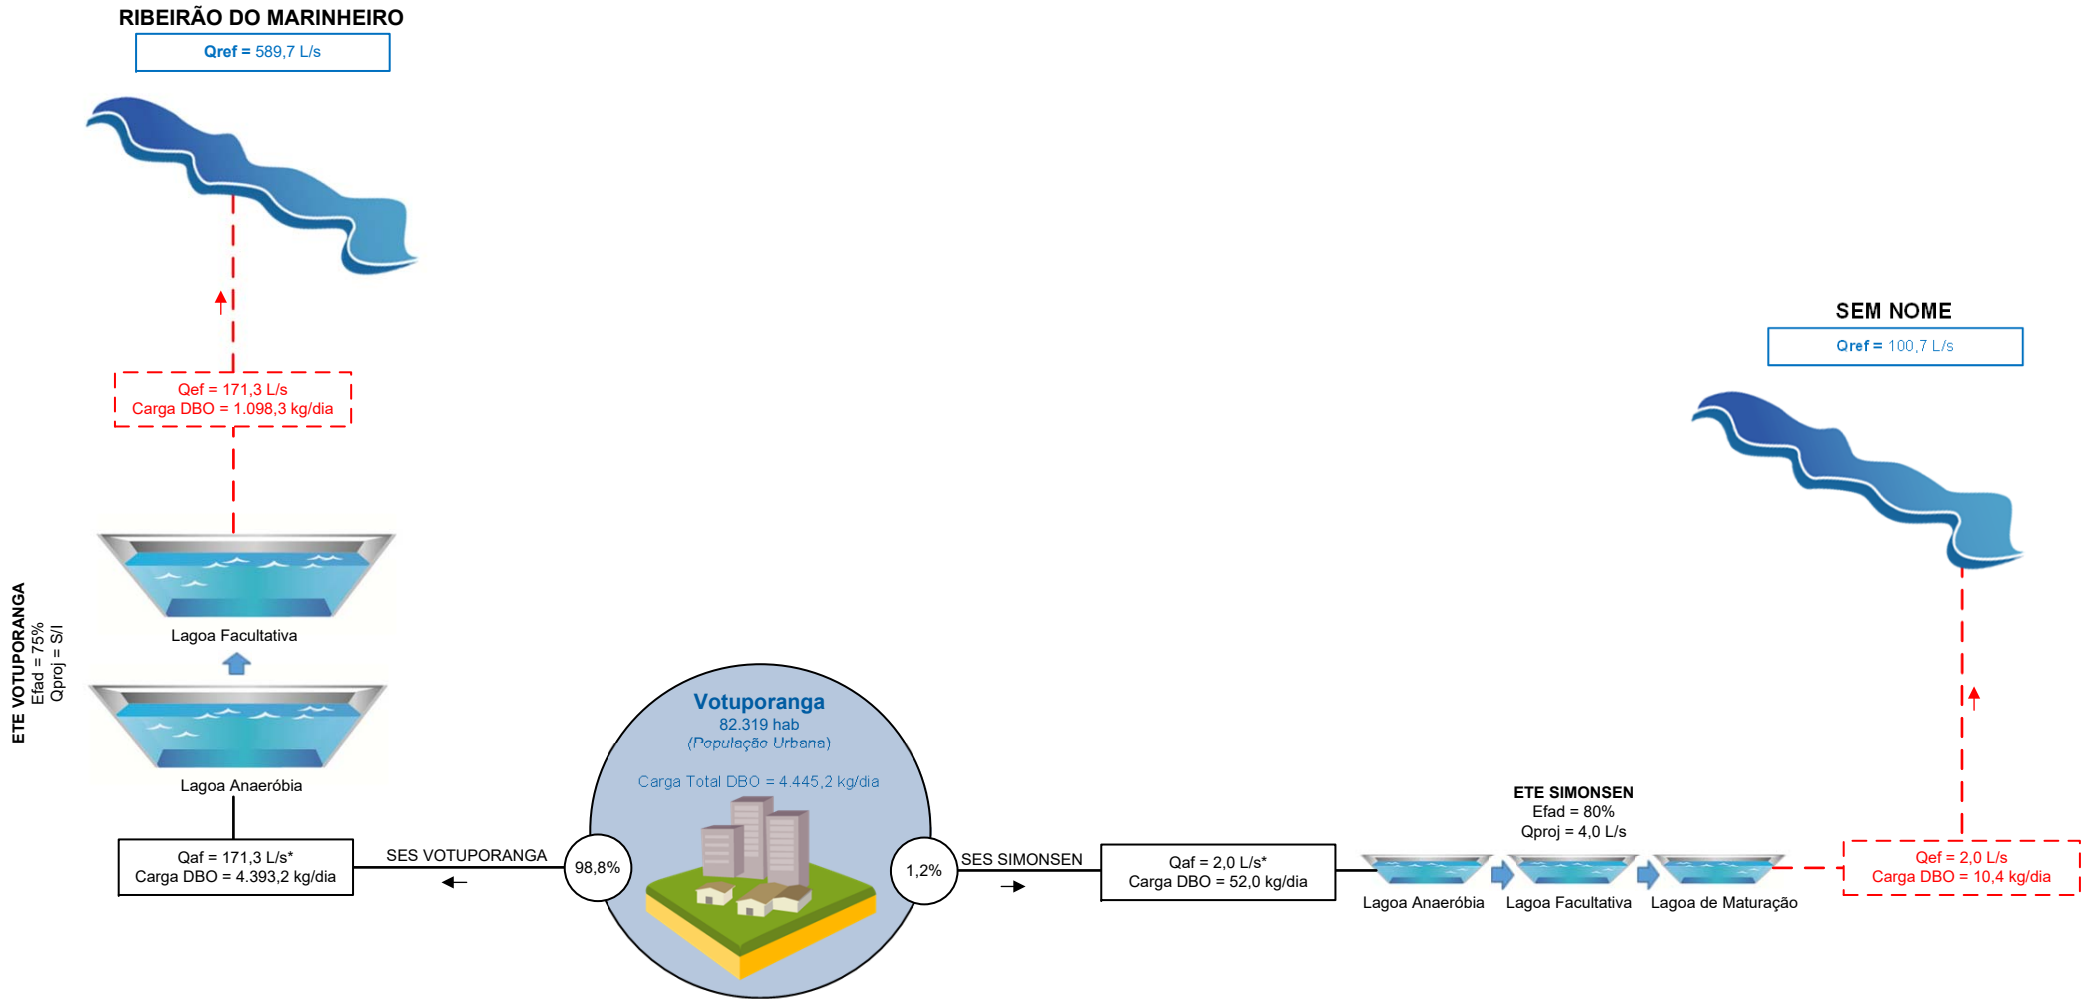 RIBEIRÃO DO MARINHEIRO
Qref = 589,7 L/s
SEM NOME
Qref = 100,7 L/s
Qef = 171,3 L/s
Carga DBO = 1.098,3 kg/dia
ETE VOTUPORANGA
Efad = 75%
Qproj = S/I
Lagoa Facultativa
Lagoa Anaeróbia
Qaf = 171,3 L/s*
Carga DBO = 4.393,2 kg/dia
SES VOTUPORANGA
98,8%
Votuporanga
82.319 hab
(População Urbana)
Carga Total DBO = 4.445,2 kg/dia
1,2%
SES SIMONSEN
Qaf = 2,0 L/s*
Carga DBO = 52,0 kg/dia
ETE SIMONSEN
Efad = 80%
Qproj = 4,0 L/s
Lagoa Anaeróbia
Lagoa Facultativa
Lagoa de Maturação
Qef = 2,0 L/s
Carga DBO = 10,4 kg/dia